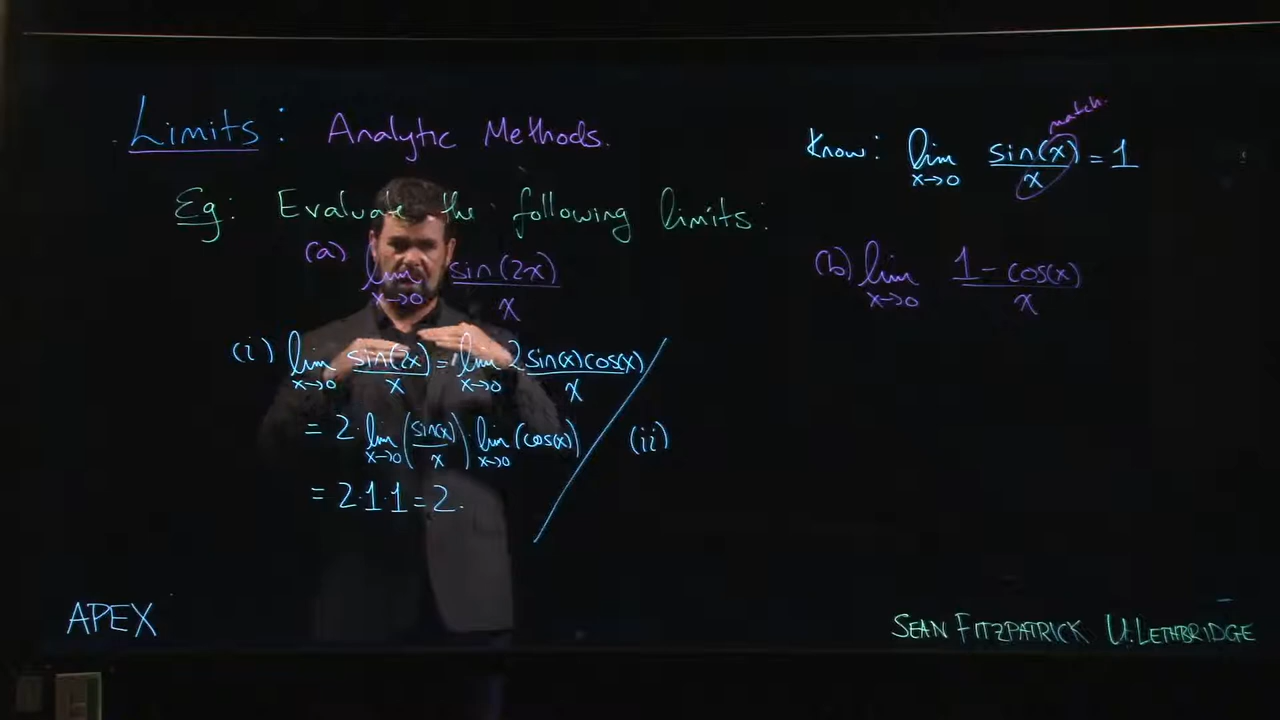 Limits: Analytic Methods.
Eg: Evaluate the following limits:
(a) lim x→0 sin(2x)/x
(i) lim x→0 sin(2x)/x = lim x→0 2sin(x)cos(x)/x
= 2·lim x→0 (sin(x)/x)·lim x→0 (cos(x))
= 2·1·1=2.
(ii)
match.
Know: lim x→0 sin(x)/x = 1
(b) lim x→0 1-cos(x)/x
APEX
SEAN FITZPATRICK U. LETHBRIDGE